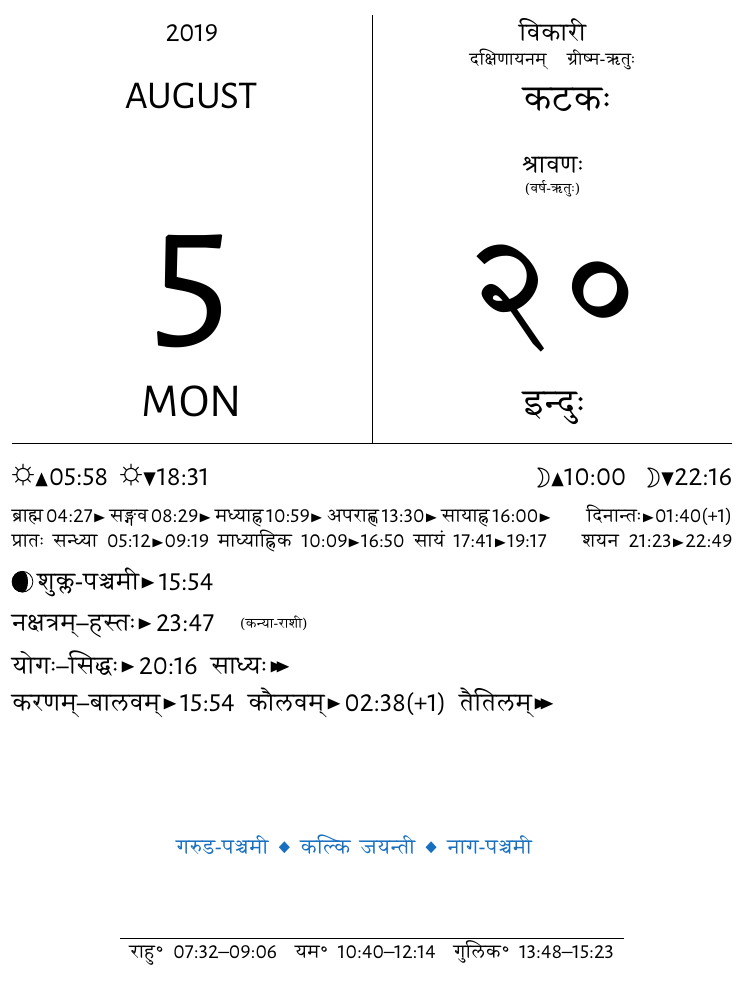 2019
AUGUST
5
MON
विकारी
दक्षिणायनम् ग्रीष्म-ऋतुः
कटकः
श्रावणः
(वर्ष-ऋतुः)
२०
इन्दुः
☼▲05:58 ☼▼18:31 ☽▲10:00 ☽▼22:16
ब्राह्म 04:27► सङ्गव 08:29► मध्याह्न 10:59► अपराह्ण 13:30► सायाह्न 16:00► दिनान्तः►01:40(+1)
प्रातः सन्ध्या 05:12►09:19 माध्याह्निक 10:09►16:50 सायं 17:41►19:17 शयन 21:23►22:49
शुक्ल-पञ्चमी►15:54
नक्षत्रम्–हस्तः►23:47 (कन्या-राशी)
योगः–सिद्धः►20:16 साध्यः►►
करणम्–बालवम्►15:54 कौलवम्►02:38(+1) तैतिलम्►►
गरुड-पञ्चमी ♦ कल्कि जयन्ती ♦ नाग-पञ्चमी
राहु° 07:32–09:06 यम° 10:40–12:14 गुलिक° 13:48–15:23